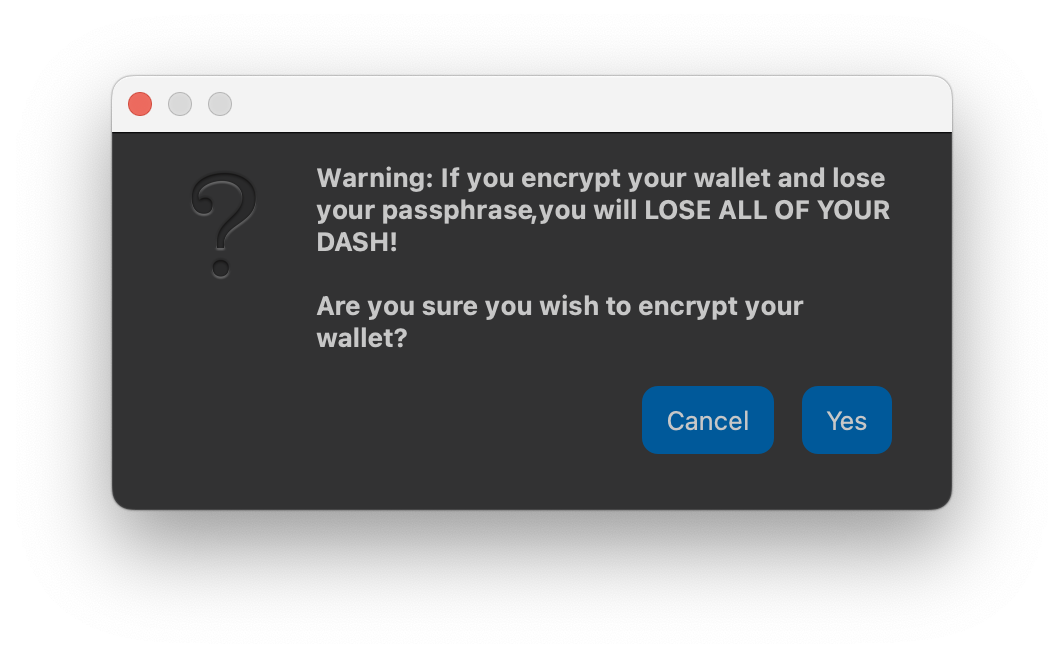 Warning: If you encrypt your wallet and lose
your passphrase,you will LOSE ALL OF YOUR
DASH!
Are you sure you wish to encrypt your
wallet?
Cancel Yes